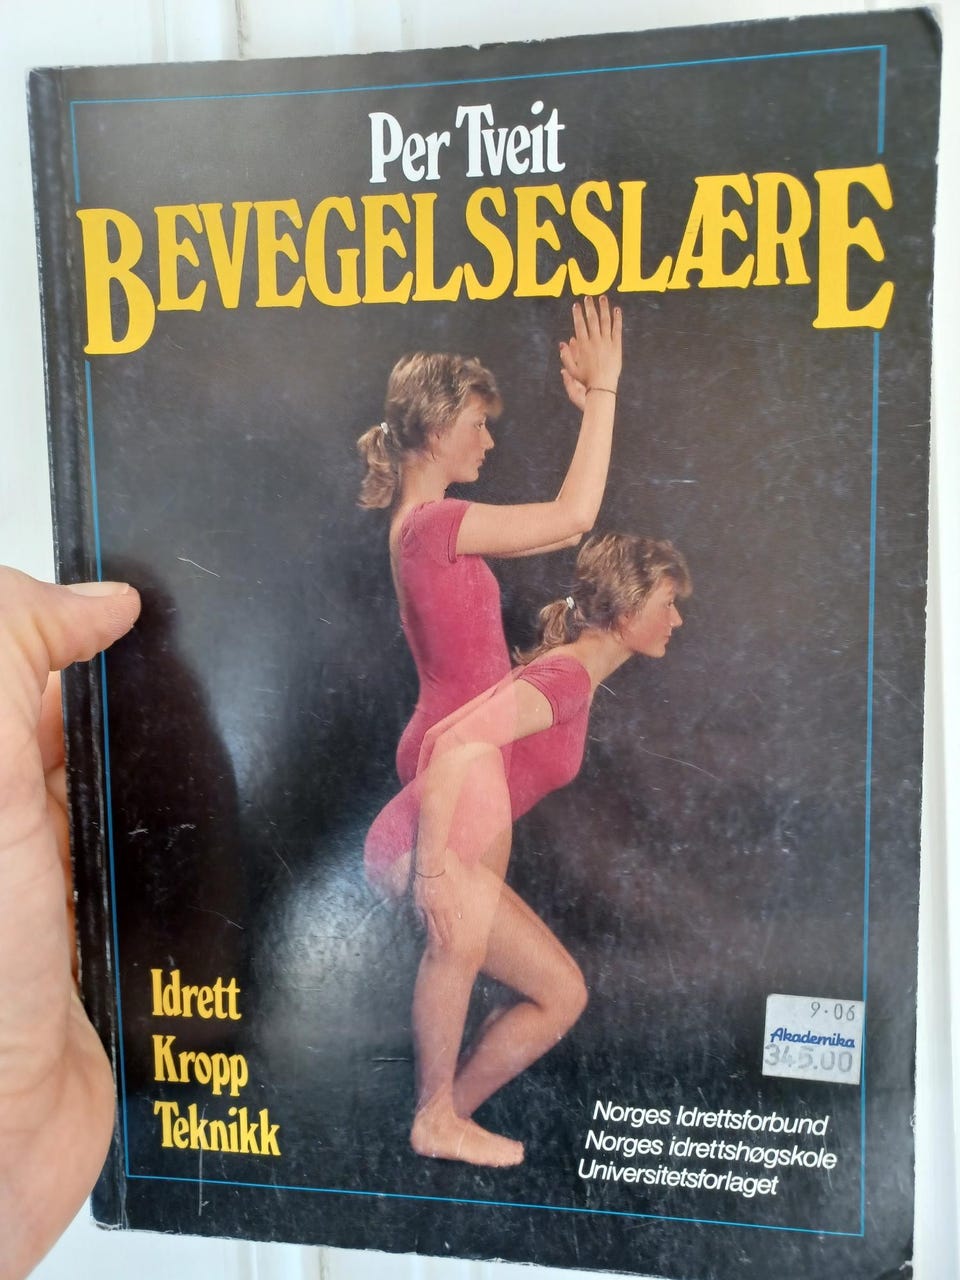 Per Tveit
BEVEGELSESLÆRE
Idrett
Kropp
Teknikk
9.06
Akademika
345.00
Norges Idrettsforbund
Norges idrettshøgskole
Universitetsforlaget